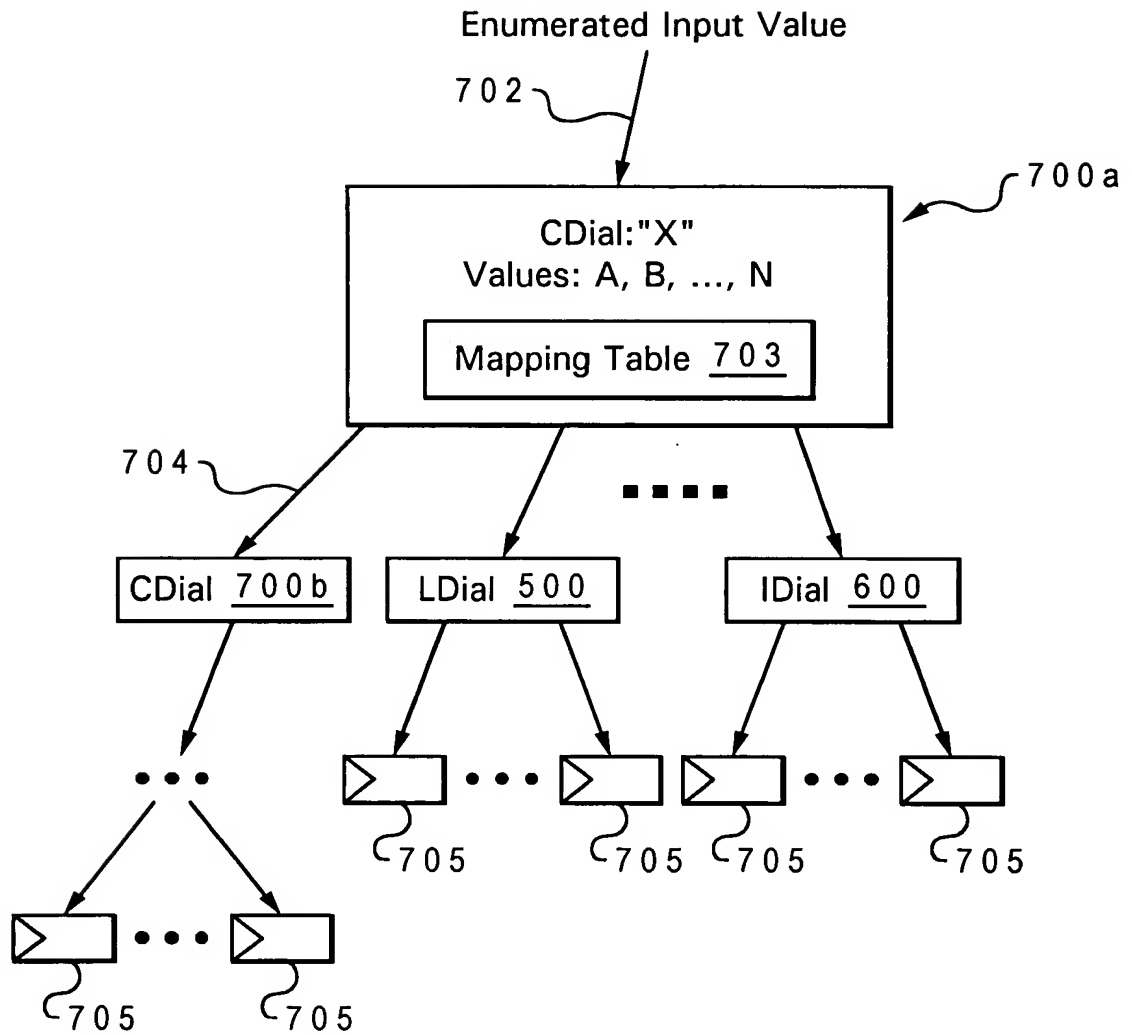 Enumerated Input Value
702
700a
CDial:"X"
Values: A, B, ..., N
Mapping Table 703
704
CDial 700b
LDial 500
IDial 600
705
705
705
705
705
705